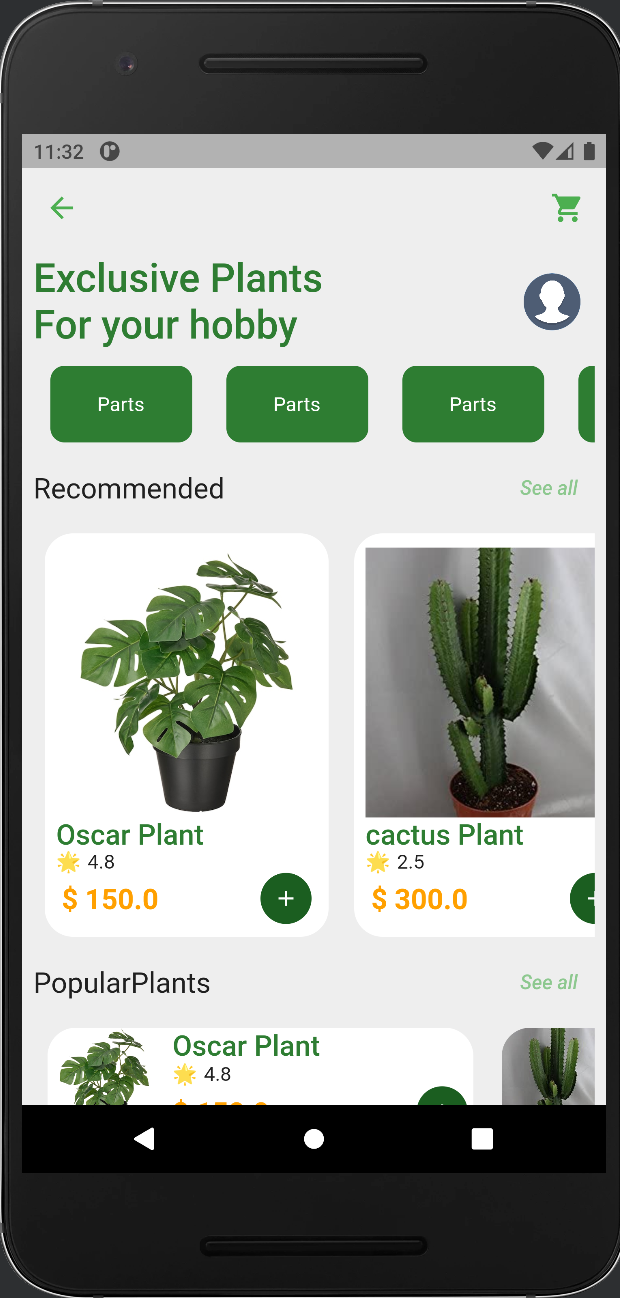 11:32
Exclusive Plants
For your hobby
Parts Parts Parts
Recommended See all
Oscar Plant cactus Plant
4.8 2.5
$ 150.0 + $ 300.0 +
PopularPlants See all
Oscar Plant
4.8